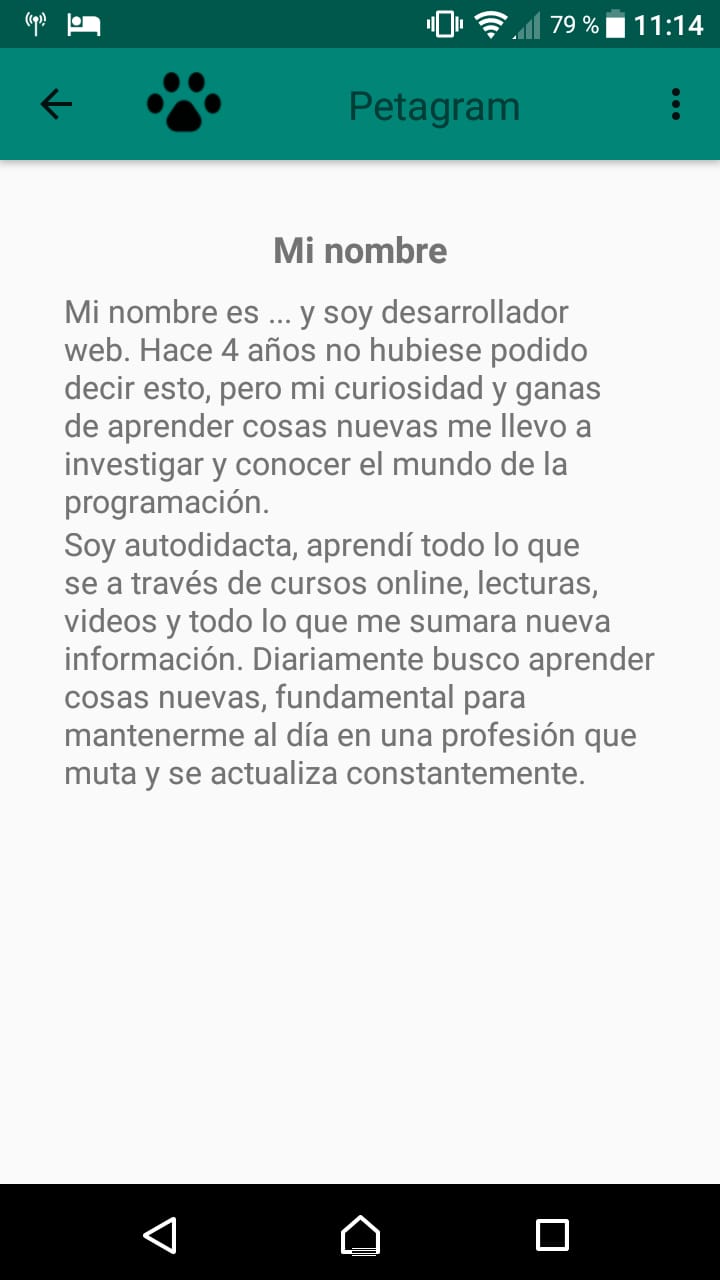 79 % 11:14
Petagram
Mi nombre
Mi nombre es ... y soy desarrollador
web. Hace 4 años no hubiese podido
decir esto, pero mi curiosidad y ganas
de aprender cosas nuevas me llevo a
investigar y conocer el mundo de la
programación.
Soy autodidacta, aprendí todo lo que
se a través de cursos online, lecturas,
videos y todo lo que me sumara nueva
información. Diariamente busco aprender
cosas nuevas, fundamental para
mantenerme al día en una profesión que
muta y se actualiza constantemente.